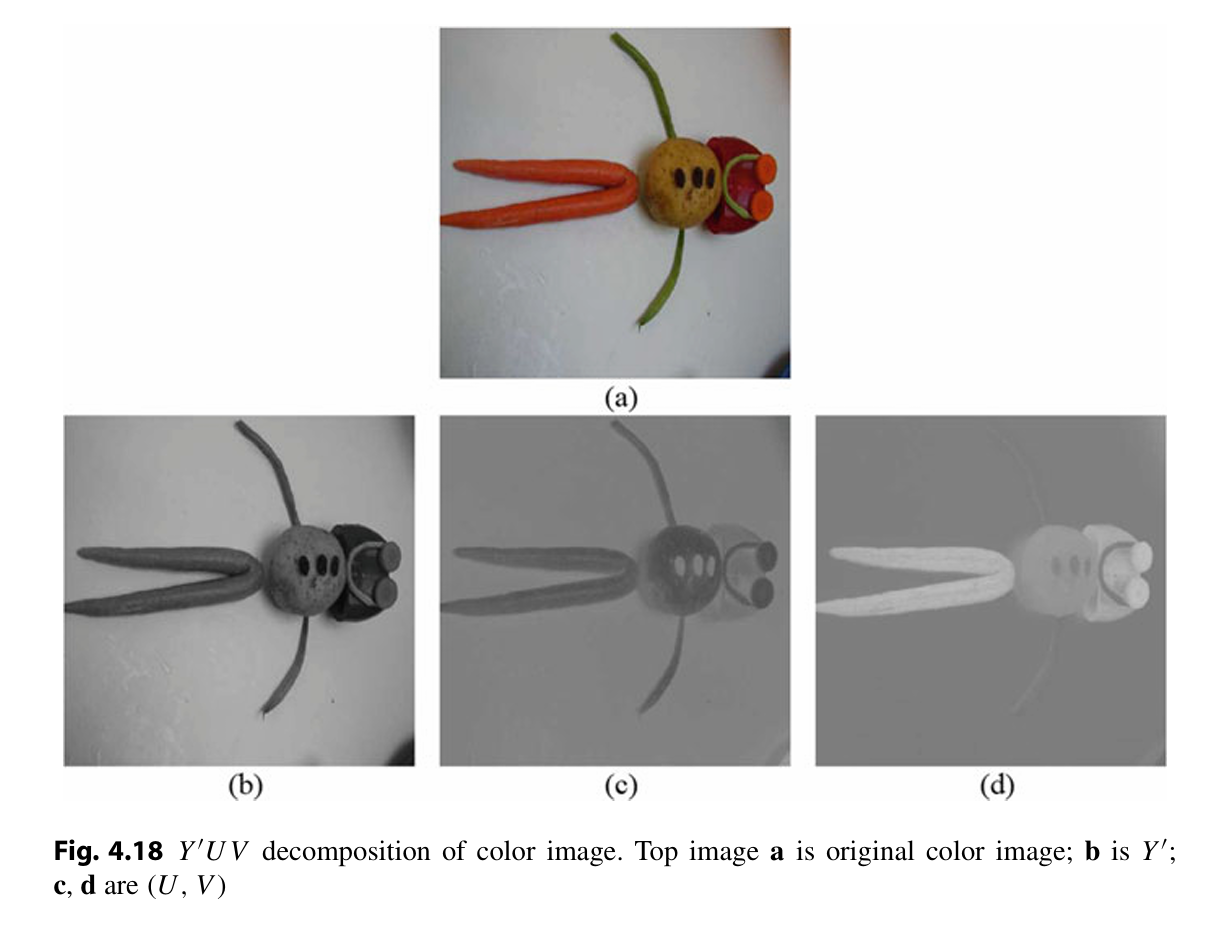 (a)
(b)
(c)
(d)
Fig. 4.18 Y′UV decomposition of color image. Top image a is original color image; b is Y′;
c, d are (U, V)